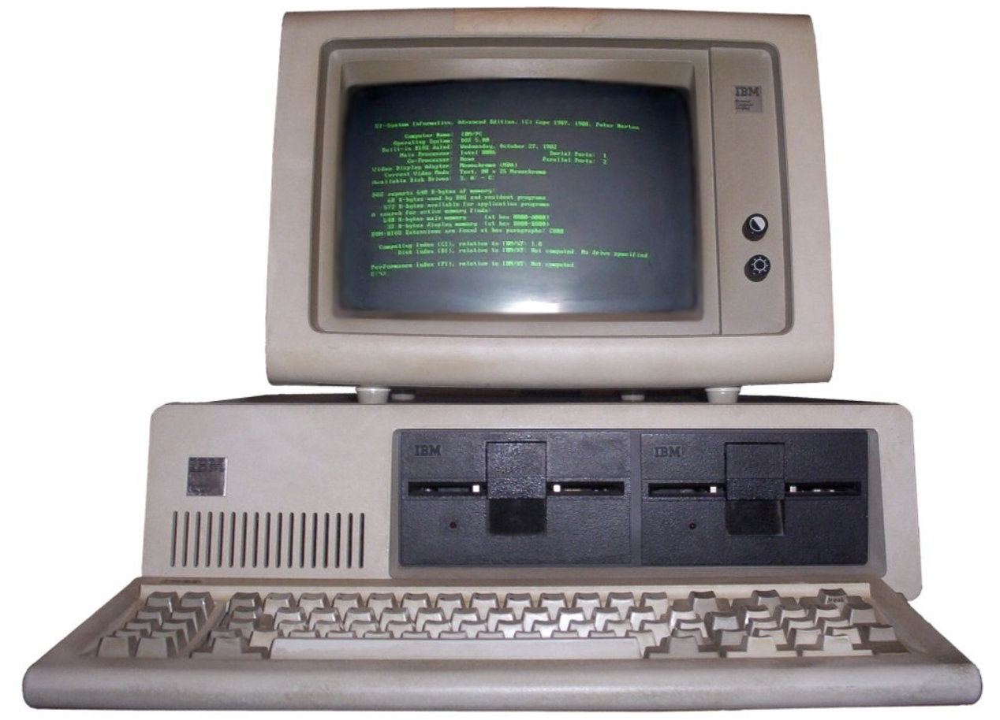 IBM
Personal
Computer
Display
SI-System Information, Advanced Edition, (C) Copr 1987, 1988, Peter Norton
Computer Name: IBM/PC
Operating System: DOS 5.00
Built-in BIOS dated: Wednesday, October 27, 1982
Main Processor: Intel 8088 Serial Ports: 1
Co-Processor: None Parallel Ports: 2
Video Display Adapter: Monochrome (MDA)
Current Video Mode: Text, 80 x 25 Monochrome
Available Disk Drives: 3, A: - C:
DOS reports 640 K-bytes of memory:
68 K-bytes used by DOS and resident programs
572 K-bytes available for application programs
A search for active memory finds:
640 K-bytes main memory (at hex 0000-A000)
32 K-bytes display memory (at hex B000-B800)
ROM-BIOS Extensions are found at hex paragraphs: C800
Computing Index (CI), relative to IBM/XT: 1.0
Disk Index (DI), relative to IBM/XT: Not computed. No drive specified.
Performance Index (PI), relative to IBM/XT: Not computed.
C:\>
IBM
IBM
IBM
Break